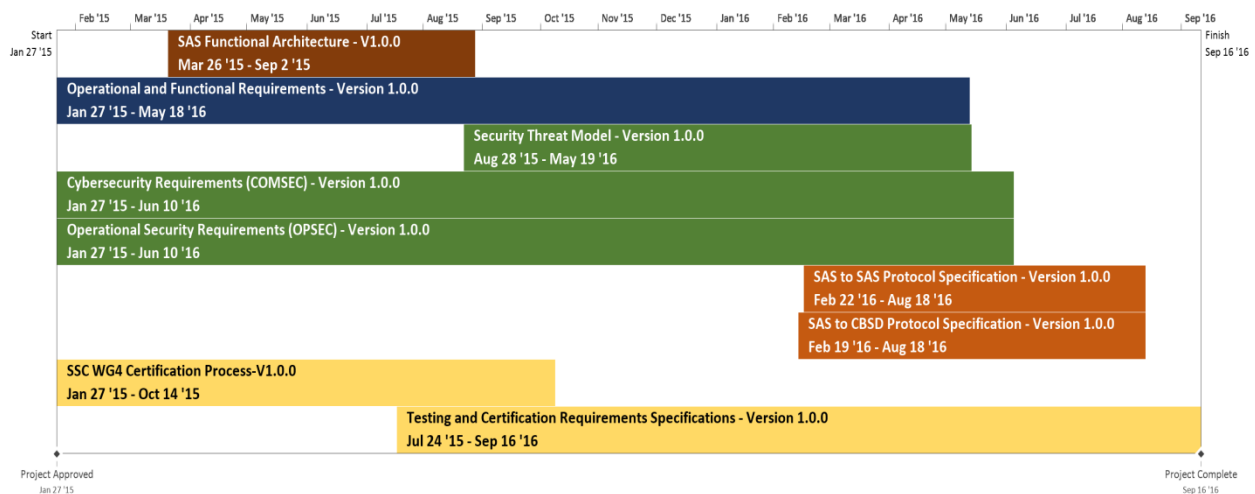 Feb '15 Mar '15 Apr '15 May '15 Jun '15 Jul '15 Aug '15 Sep '15 Oct '15 Nov '15 Dec '15 Jan '16 Feb '16 Mar '16 Apr '16 May '16 Jun '16 Jul '16 Aug '16 Sep '16
Start
Jan 27 '15
Finish
Sep 16 '16
SAS Functional Architecture - V1.0.0
Mar 26 '15 - Sep 2 '15
Operational and Functional Requirements - Version 1.0.0
Jan 27 '15 - May 18 '16
Security Threat Model - Version 1.0.0
Aug 28 '15 - May 19 '16
Cybersecurity Requirements (COMSEC) - Version 1.0.0
Jan 27 '15 - Jun 10 '16
Operational Security Requirements (OPSEC) - Version 1.0.0
Jan 27 '15 - Jun 10 '16
SAS to SAS Protocol Specification - Version 1.0.0
Feb 22 '16 - Aug 18 '16
SAS to CBSD Protocol Specification - Version 1.0.0
Feb 19 '16 - Aug 18 '16
SSC WG4 Certification Process-V1.0.0
Jan 27 '15 - Oct 14 '15
Testing and Certification Requirements Specifications - Version 1.0.0
Jul 24 '15 - Sep 16 '16
Project Approved
Jan 27 '15
Project Complete
Sep 16 '16